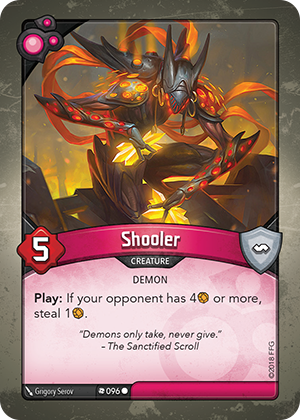 Shooler
5
CREATURE
DEMON
Play: If your opponent has 4 or more,
steal 1.
"Demons only take, never give."
– The Sanctified Scroll
Grigory Serov
096
©2018 FFG